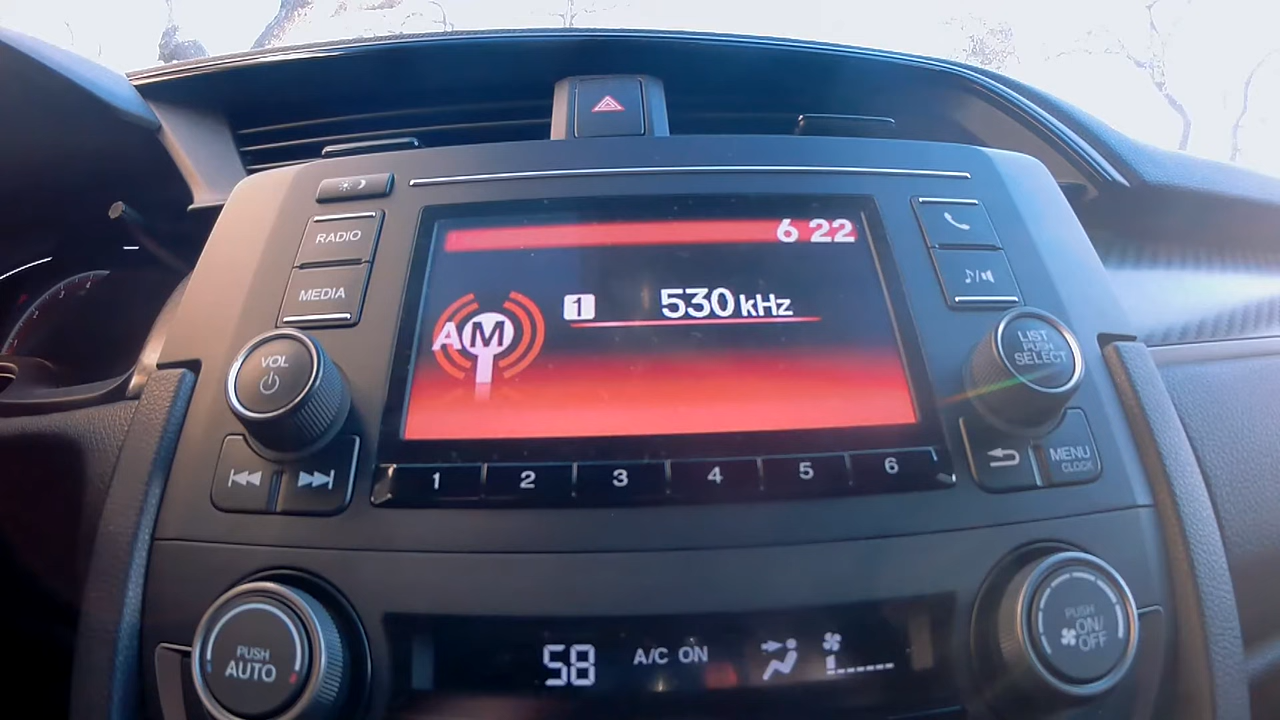 6 22
RADIO
MEDIA
1 530 kHz
AM
VOL
LIST
PUSH
SELECT
MENU
CLOCK
1 2 3 4 5 6
PUSH
AUTO
58 A/C ON
PUSH
ON/
OFF